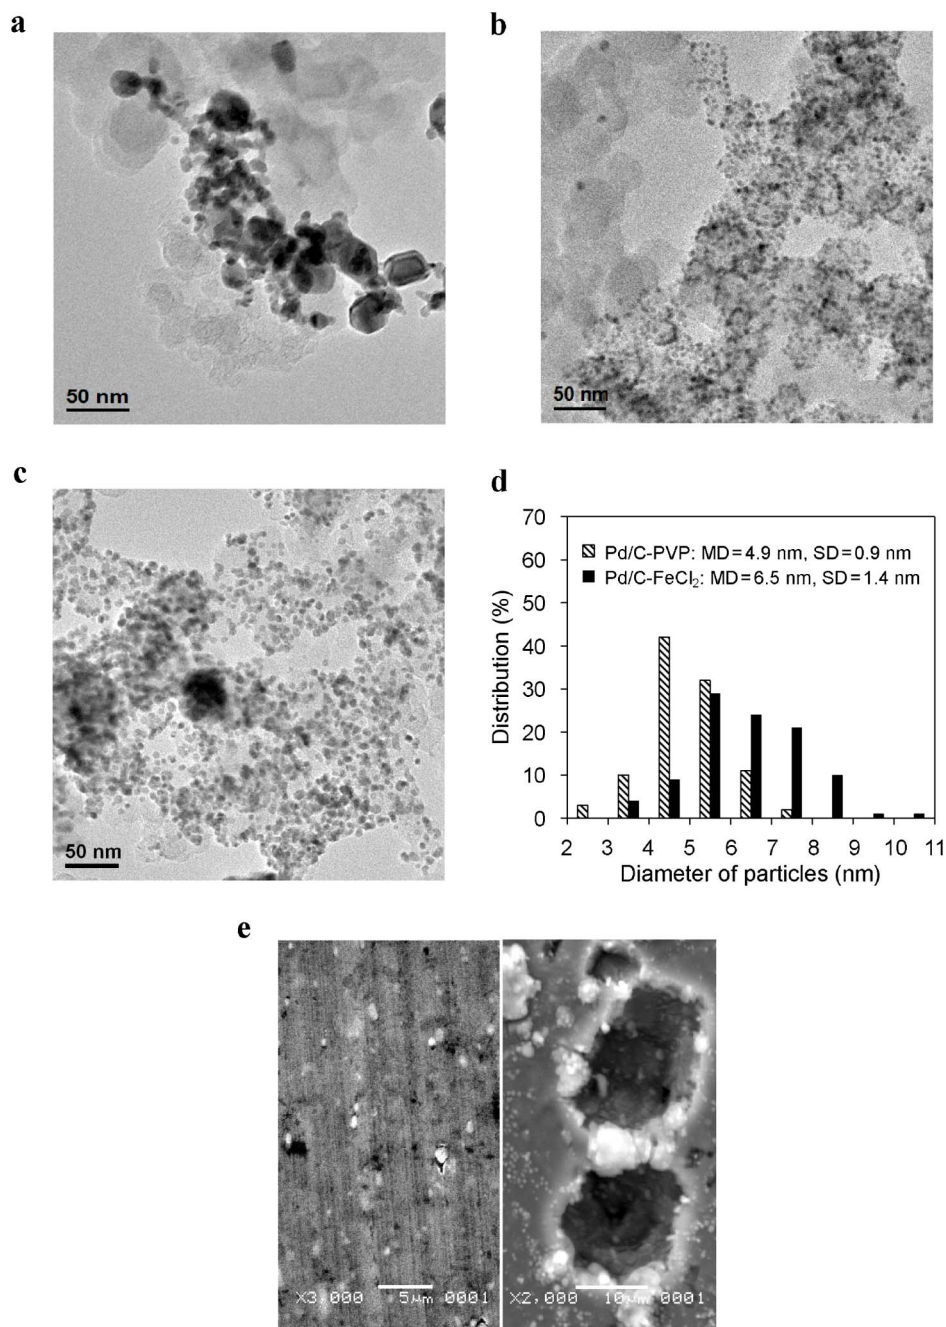 a
b
50 nm
50 nm
c
d
50 nm
70
60
50
40
30
20
10
0
Distribution (%)
Pd/C-PVP: MD=4.9 nm, SD=0.9 nm
Pd/C-FeCl₂: MD=6.5 nm, SD=1.4 nm
2 3 4 5 6 7 8 9 10 11
Diameter of particles (nm)
e
X3,000 5μm 0001
X2,000 10μm 0001